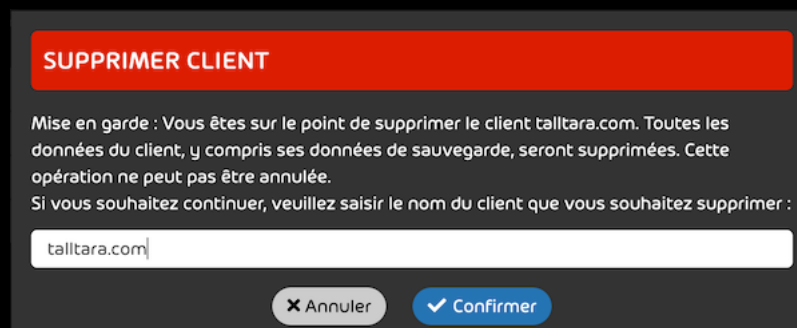 SUPPRIMER CLIENT
Mise en garde : Vous êtes sur le point de supprimer le client talltara.com. Toutes les
données du client, y compris ses données de sauvegarde, seront supprimées. Cette
opération ne peut pas être annulée.
Si vous souhaitez continuer, veuillez saisir le nom du client que vous souhaitez supprimer :
talltara.com
Annuler
Confirmer